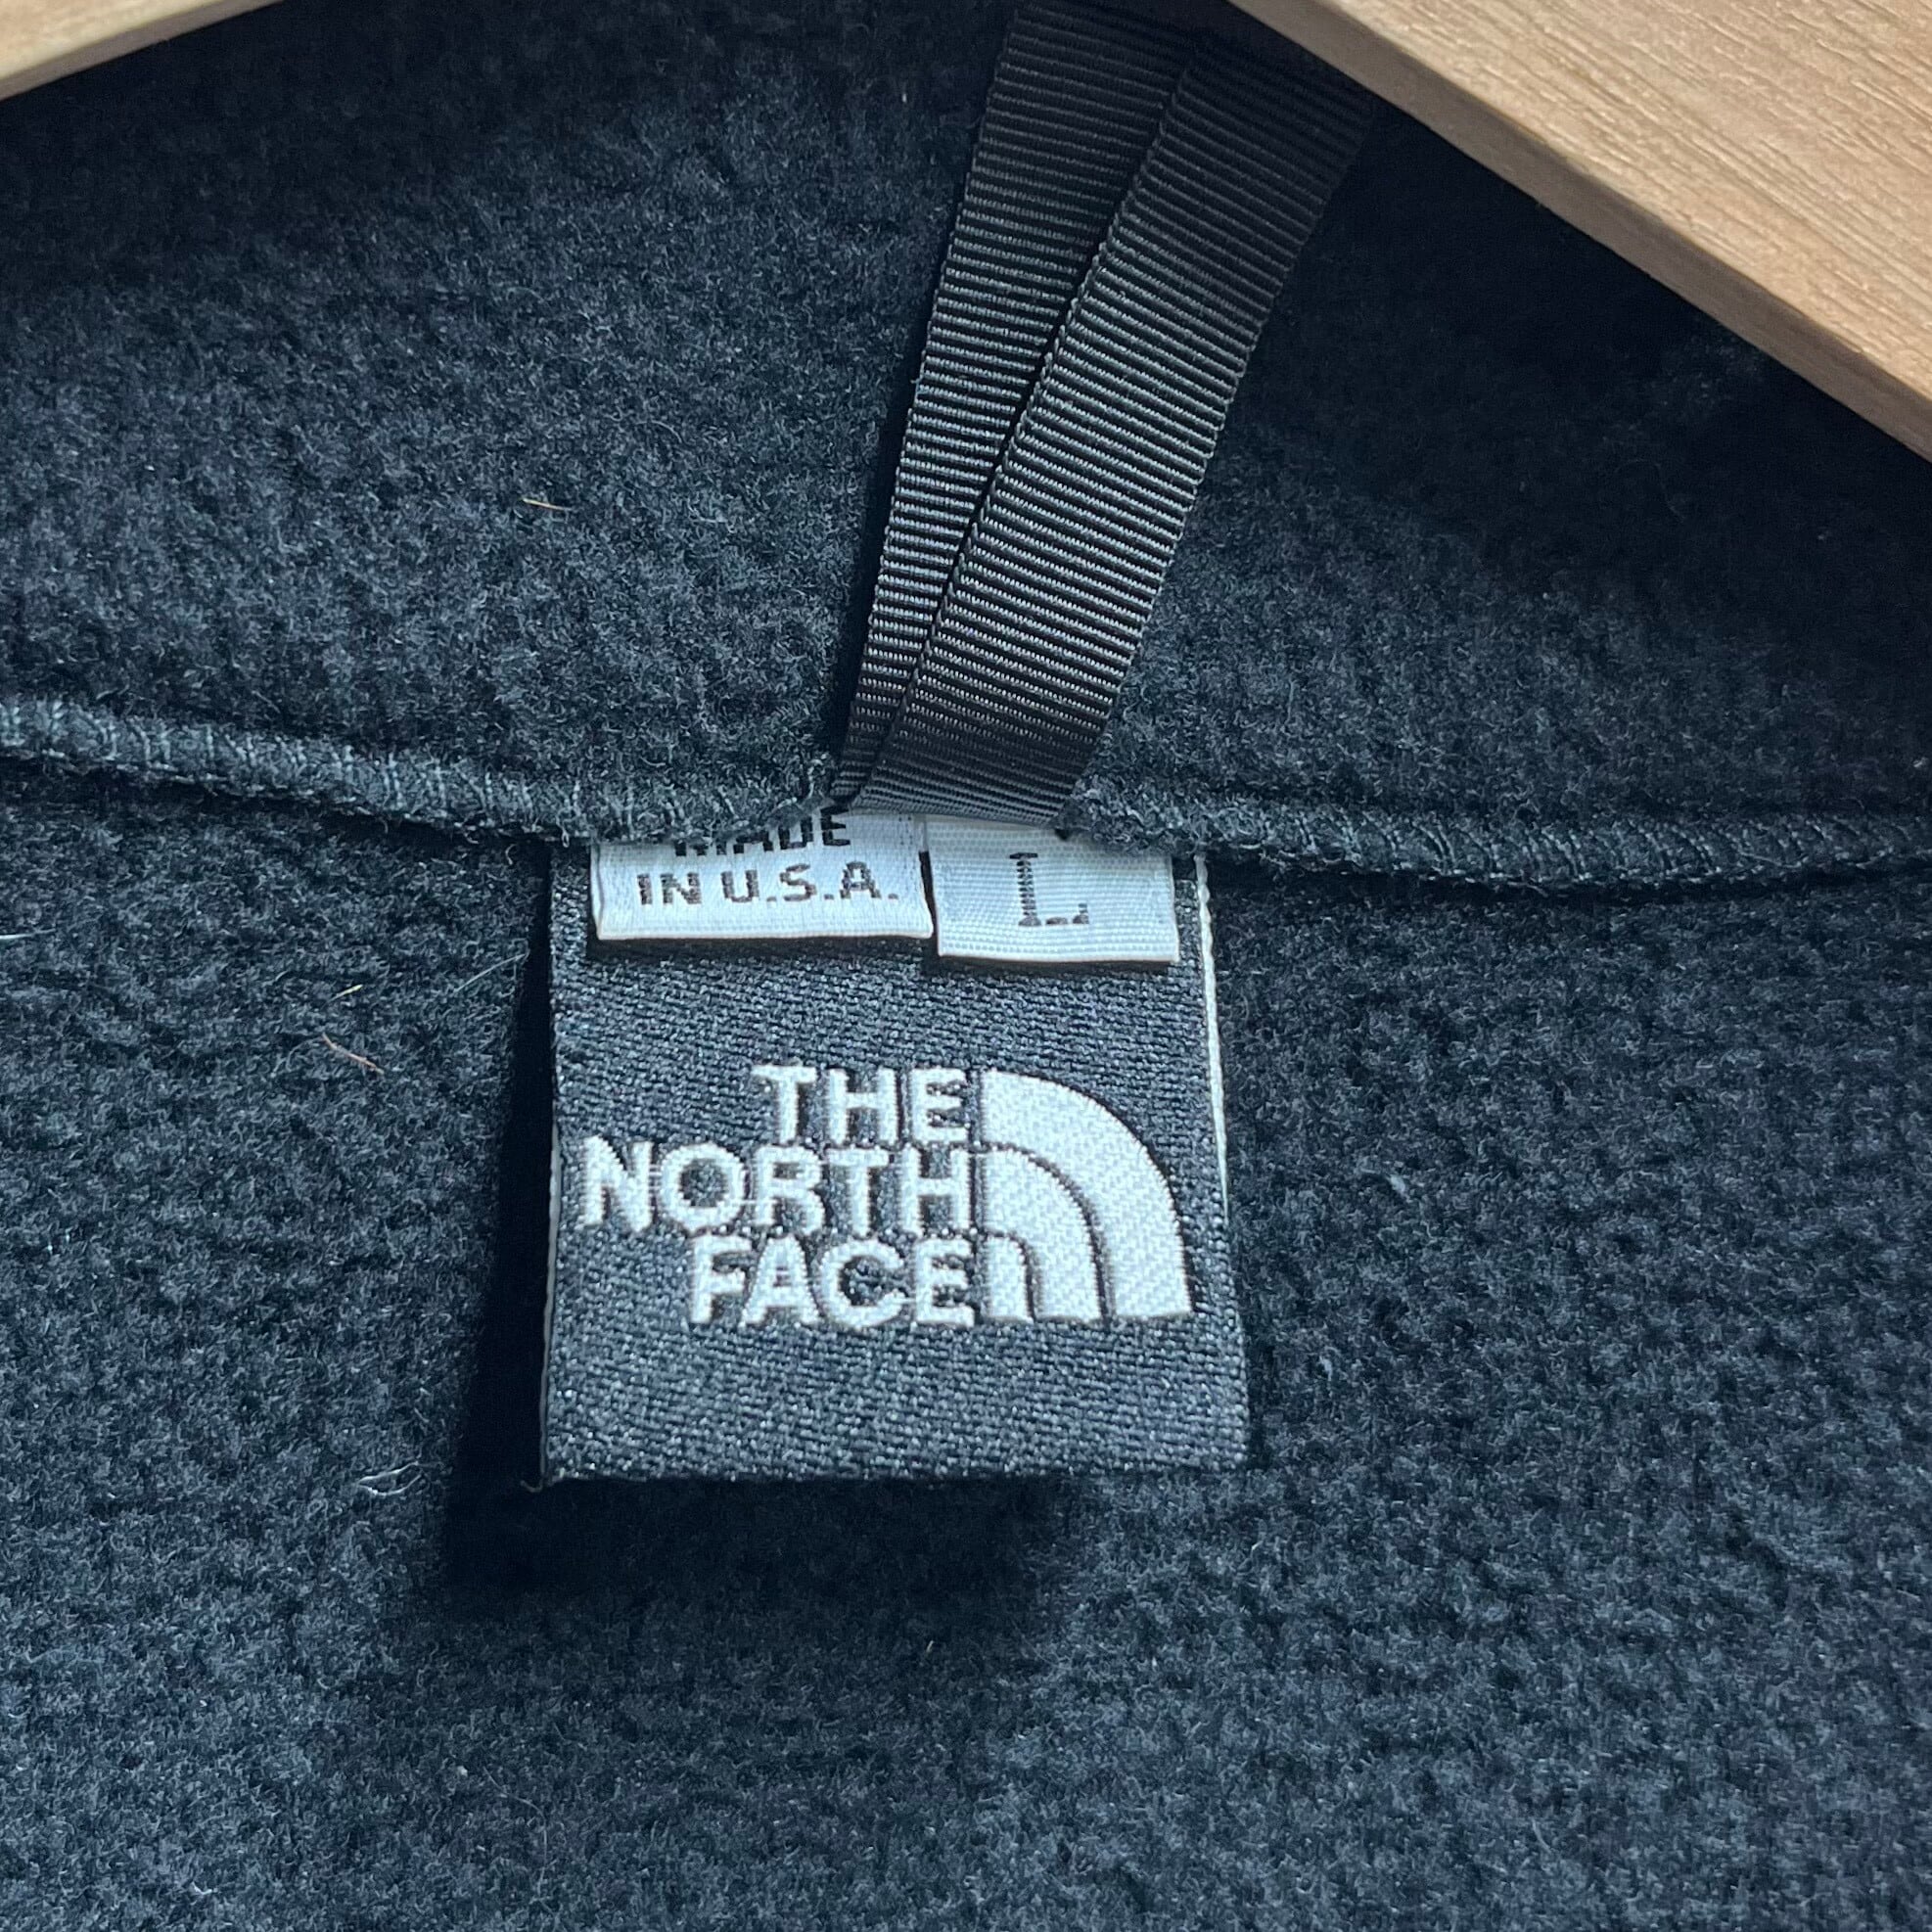 MADE
IN U.S.A.
L
THE
NORTH
FACE